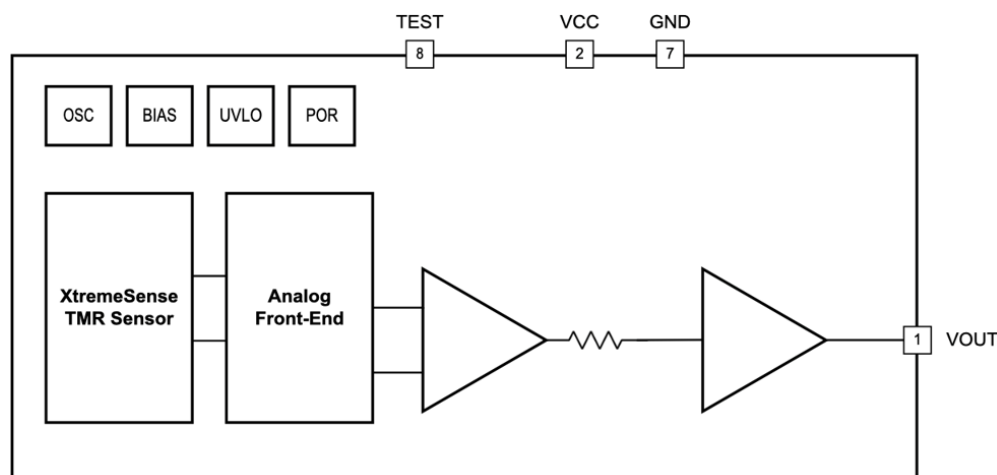 TEST VCC GND
8 2 7
OSC BIAS UVLO POR
XtremeSense
TMR Sensor
Analog
Front-End
1 VOUT